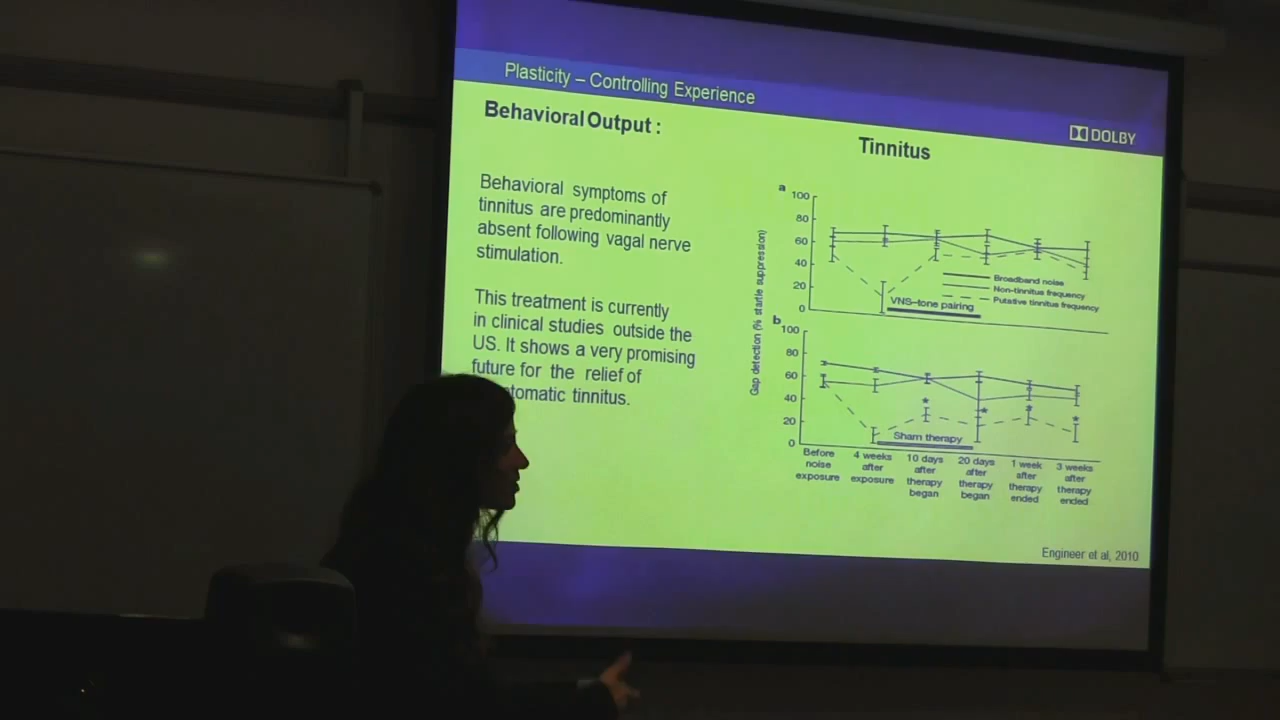 Plasticity – Controlling Experience
DOLBY
Behavioral Output :
Behavioral symptoms of
tinnitus are predominantly
absent following vagal nerve
stimulation.
This treatment is currently
in clinical studies outside the
US. It shows a very promising
future for the relief of
tomatic tinnitus.
Tinnitus
Gap detection (% startle suppression)
a
100
80
60
40
20
0
Broadband noise
Non-tinnitus frequency
Putative tinnitus frequency
VNS–tone pairing
b
100
80
60
40
20
0
* * * *
Sham therapy
Before noise exposure
4 weeks after exposure
10 days after therapy began
20 days after therapy began
1 week after therapy ended
3 weeks after therapy ended
Engineer et al, 2010